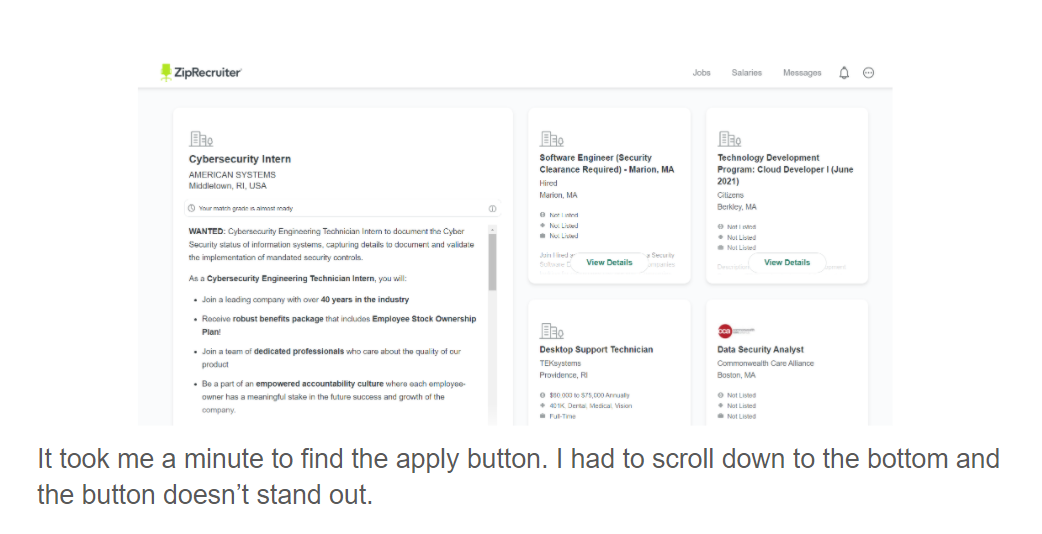 ZipRecruiter
Jobs Salaries Messages
Cybersecurity Intern
AMERICAN SYSTEMS
Middletown, RI, USA
Your match grade is almost ready
WANTED: Cybersecurity Engineering Technician Intern to document the Cyber
Security status of information systems, capturing details to document and validate
the implementation of mandated security controls.
As a Cybersecurity Engineering Technician Intern, you will:
• Join a leading company with over 40 years in the industry
• Receive robust benefits package that includes Employee Stock Ownership
Plan!
• Join a team of dedicated professionals who care about the quality of our
product
• Be a part of an empowered accountability culture where each employee-
owner has a meaningful stake in the future success and growth of the
company.
Software Engineer (Security
Clearance Required) - Marion, MA
Hired
Marion, MA
Not Listed
Not Listed
Not Listed
Join Hired
a Security
Software
View Details
Technology Development
Program: Cloud Developer I (June
2021)
Citizens
Berkley, MA
Not Listed
Not Listed
Not Listed
Description
View Details
Desktop Support Technician
TEKsystems
Providence, RI
$60,000 to $75,000 Annually
401K, Dental, Medical, Vision
Full-Time
Data Security Analyst
Commonwealth Care Alliance
Boston, MA
Not Listed
Not Listed
Not Listed
It took me a minute to find the apply button. I had to scroll down to the bottom and
the button doesn’t stand out.